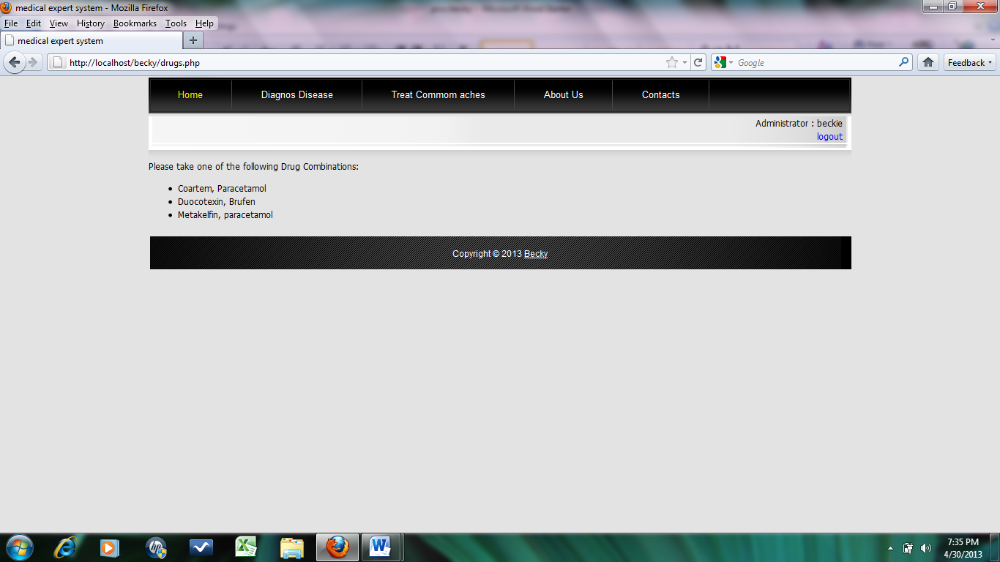 medical expert system - Mozilla Firefox
File Edit View History Bookmarks Tools Help
medical expert system
http://localhost/becky/drugs.php
Google
Feedback
Home Diagnos Disease Treat Commom aches About Us Contacts
Administrator : beckie
logout
Please take one of the following Drug Combinations:
• Coartem, Paracetamol
• Duocotexin, Brufen
• Metakelfin, paracetamol
Copyright © 2013 Becky
7:35 PM
4/30/2013